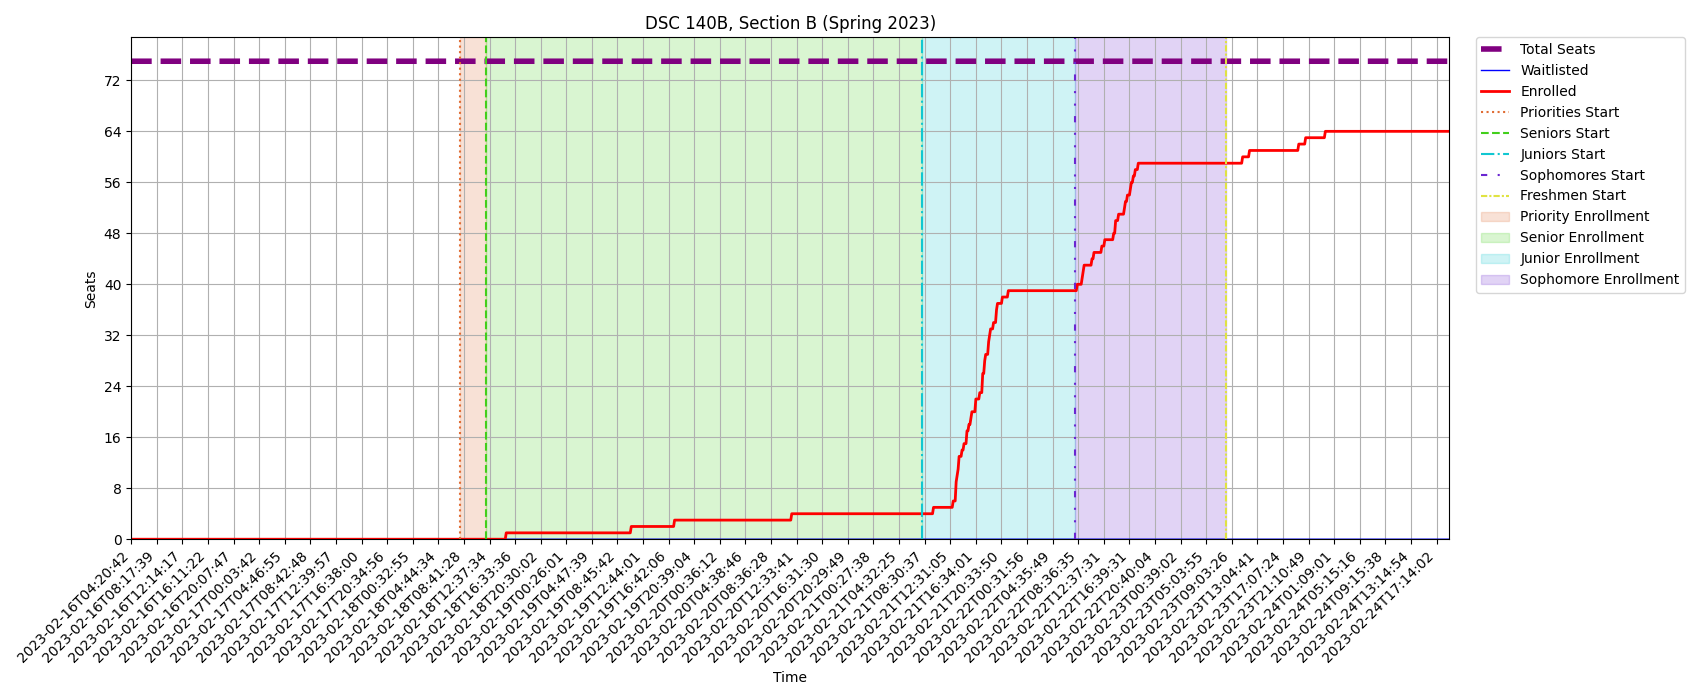 DSC 140B, Section B (Spring 2023)
Seats
72
64
56
48
40
32
24
16
8
0
2023-02-16T04:20:42
2023-02-16T08:17:39
2023-02-16T12:14:17
2023-02-16T16:11:22
2023-02-16T20:07:47
2023-02-17T00:03:42
2023-02-17T04:46:55
2023-02-17T08:42:48
2023-02-17T12:39:57
2023-02-17T16:38:00
2023-02-17T20:34:56
2023-02-18T00:32:55
2023-02-18T04:44:34
2023-02-18T08:41:28
2023-02-18T12:37:34
2023-02-18T16:33:36
2023-02-18T20:30:02
2023-02-19T00:26:01
2023-02-19T04:47:39
2023-02-19T08:45:42
2023-02-19T12:44:01
2023-02-19T16:42:06
2023-02-19T20:39:04
2023-02-20T00:36:12
2023-02-20T04:38:46
2023-02-20T08:36:28
2023-02-20T12:33:41
2023-02-20T16:31:30
2023-02-20T20:29:49
2023-02-21T00:27:38
2023-02-21T04:32:25
2023-02-21T08:30:37
2023-02-21T12:31:05
2023-02-21T16:34:01
2023-02-21T20:33:50
2023-02-22T00:31:56
2023-02-22T04:35:49
2023-02-22T08:36:35
2023-02-22T12:37:31
2023-02-22T16:39:31
2023-02-22T20:40:04
2023-02-23T00:39:02
2023-02-23T05:03:55
2023-02-23T09:03:26
2023-02-23T13:04:41
2023-02-23T17:07:24
2023-02-23T21:10:49
2023-02-24T01:09:01
2023-02-24T05:15:16
2023-02-24T09:15:38
2023-02-24T13:14:54
2023-02-24T17:14:02
Time
Total Seats
Waitlisted
Enrolled
Priorities Start
Seniors Start
Juniors Start
Sophomores Start
Freshmen Start
Priority Enrollment
Senior Enrollment
Junior Enrollment
Sophomore Enrollment